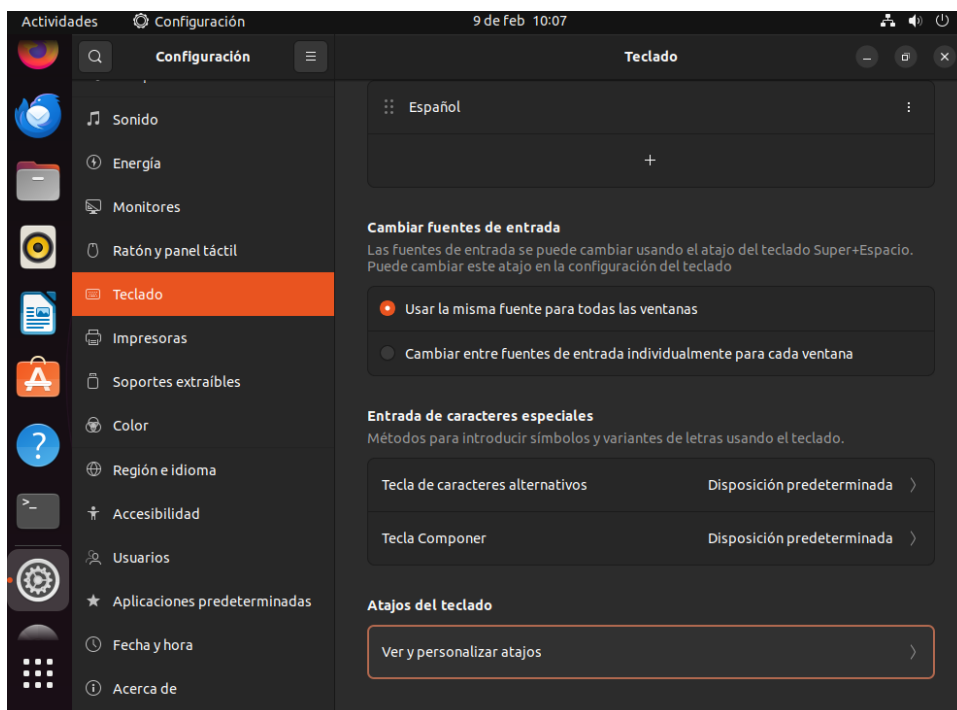 Actividades
Configuración
9 de feb 10:07
Configuración
Teclado
Sonido
Energía
Monitores
Ratón y panel táctil
Teclado
Impresoras
Soportes extraíbles
Color
Región e idioma
Accesibilidad
Usuarios
Aplicaciones predeterminadas
Fecha y hora
Acerca de
Español
+
Cambiar fuentes de entrada
Las fuentes de entrada se puede cambiar usando el atajo del teclado Super+Espacio.
Puede cambiar este atajo en la configuración del teclado
Usar la misma fuente para todas las ventanas
Cambiar entre fuentes de entrada individualmente para cada ventana
Entrada de caracteres especiales
Métodos para introducir símbolos y variantes de letras usando el teclado.
Tecla de caracteres alternativos Disposición predeterminada
Tecla Componer Disposición predeterminada
Atajos del teclado
Ver y personalizar atajos